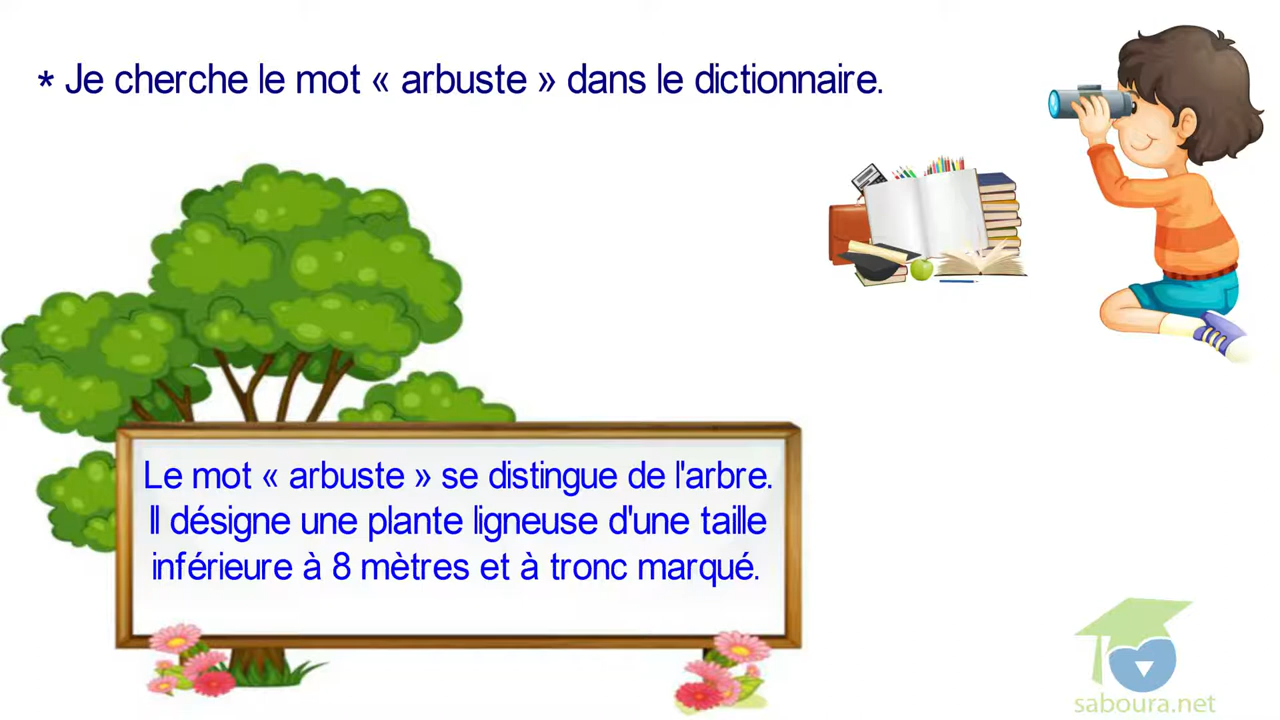 * Je cherche le mot « arbuste » dans le dictionnaire.
Le mot « arbuste » se distingue de l'arbre.
Il désigne une plante ligneuse d'une taille
inférieure à 8 mètres et à tronc marqué.
saboura.net